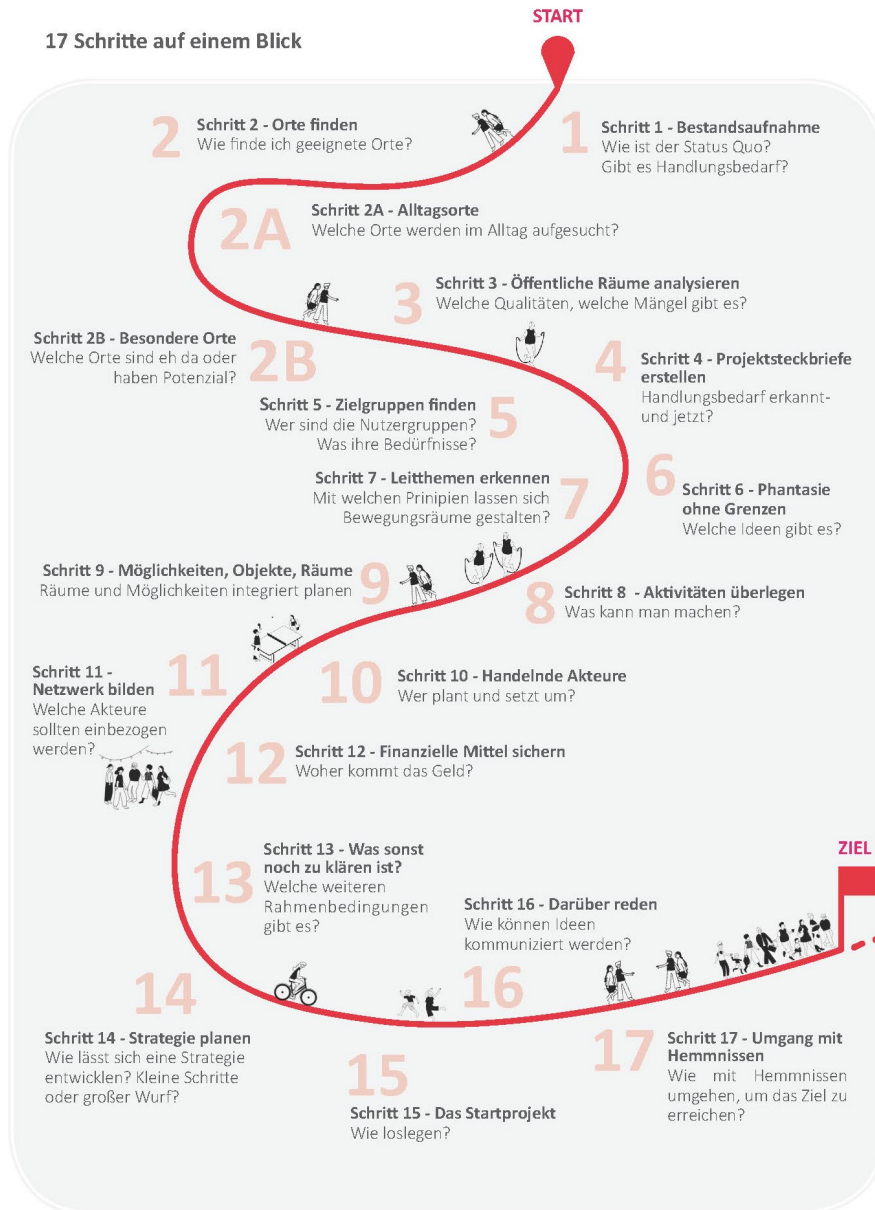 START
17 Schritte auf einem Blick
1
Schritt 1 - Bestandsaufnahme
Wie ist der Status Quo?
Gibt es Handlungsbedarf?
2
Schritt 2 - Orte finden
Wie finde ich geeignete Orte?
2A
Schritt 2A - Alltagsorte
Welche Orte werden im Alltag aufgesucht?
Schritt 2B - Besondere Orte
Welche Orte sind eh da oder
haben Potenzial?
2B
3
Schritt 3 - Öffentliche Räume analysieren
Welche Qualitäten, welche Mängel gibt es?
4
Schritt 4 - Projektsteckbriefe
erstellen
Handlungsbedarf erkannt-
und jetzt?
Schritt 5 - Zielgruppen finden
Wer sind die Nutzergruppen?
Was ihre Bedürfnisse?
5
6
Schritt 6 - Phantasie
ohne Grenzen
Welche Ideen gibt es?
Schritt 7 - Leitthemen erkennen
Mit welchen Prinipien lassen sich
Bewegungsräume gestalten?
7
8
Schritt 8 - Aktivitäten überlegen
Was kann man machen?
Schritt 9 - Möglichkeiten, Objekte, Räume
Räume und Möglichkeiten integriert planen
9
10
Schritt 10 - Handelnde Akteure
Wer plant und setzt um?
Schritt 11 -
Netzwerk bilden
Welche Akteure
sollten einbezogen
werden?
11
12
Schritt 12 - Finanzielle Mittel sichern
Woher kommt das Geld?
13
Schritt 13 - Was sonst
noch zu klären ist?
Welche weiteren
Rahmenbedingungen
gibt es?
14
Schritt 14 - Strategie planen
Wie lässt sich eine Strategie
entwickeln? Kleine Schritte
oder großer Wurf?
15
Schritt 15 - Das Startprojekt
Wie loslegen?
Schritt 16 - Darüber reden
Wie können Ideen
kommuniziert werden?
16
17
Schritt 17 - Umgang mit
Hemmnissen
Wie mit Hemmnissen
umgehen, um das Ziel zu
erreichen?
ZIEL